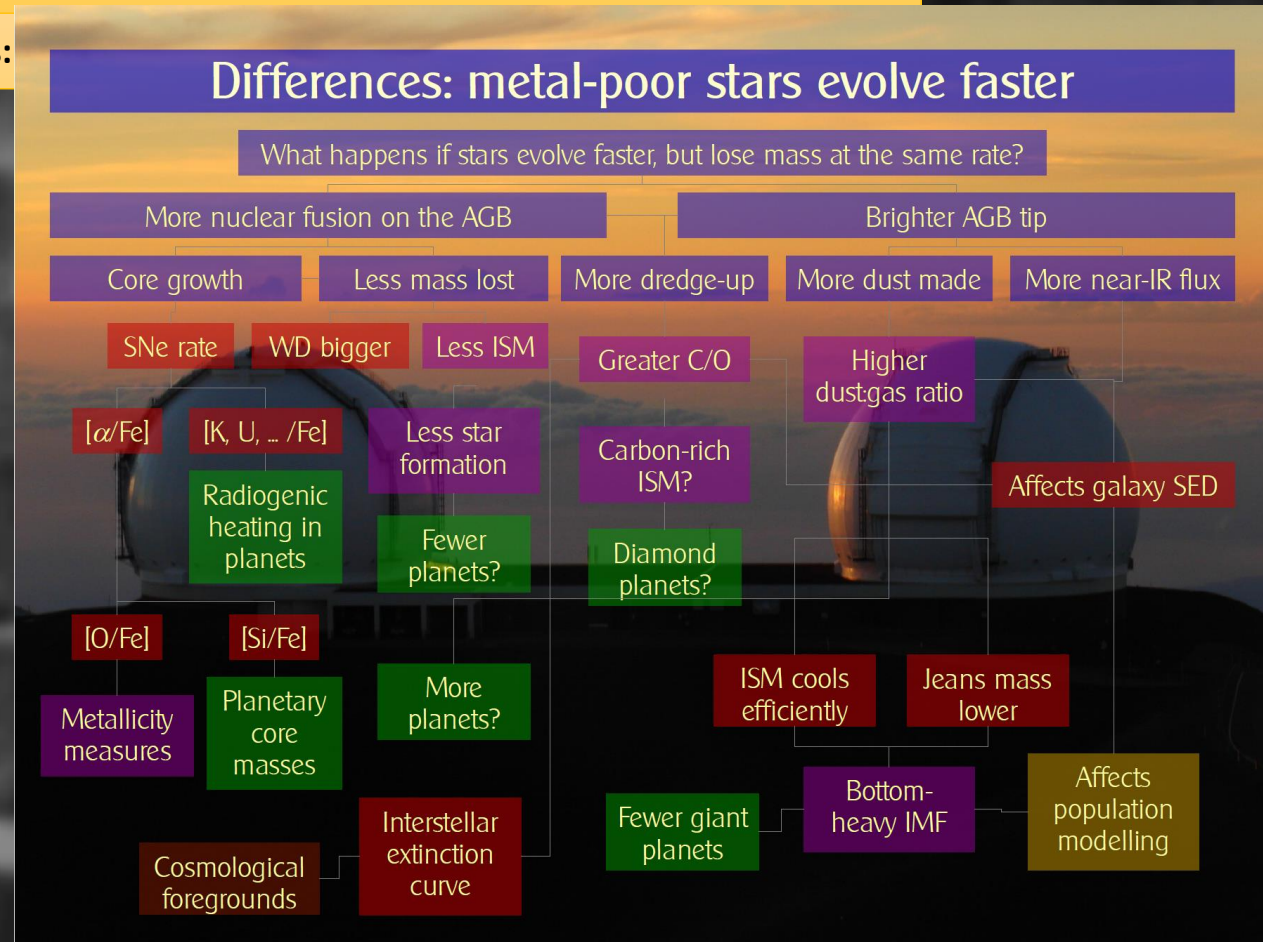 s:
Differences: metal-poor stars evolve faster
What happens if stars evolve faster, but lose mass at the same rate?
More nuclear fusion on the AGB
Brighter AGB tip
Core growth
Less mass lost
More dredge-up
More dust made
More near-IR flux
SNe rate
WD bigger
Less ISM
Greater C/O
Higher
dust:gas ratio
[α/Fe]
[K, U, ... /Fe]
Less star
formation
Carbon-rich
ISM?
Affects galaxy SED
Radiogenic
heating in
planets
Fewer
planets?
Diamond
planets?
[O/Fe]
[Si/Fe]
More
planets?
ISM cools
efficiently
Jeans mass
lower
Metallicity
measures
Planetary
core
masses
Fewer giant
planets
Bottom-
heavy IMF
Affects
population
modelling
Interstellar
extinction
curve
Cosmological
foregrounds